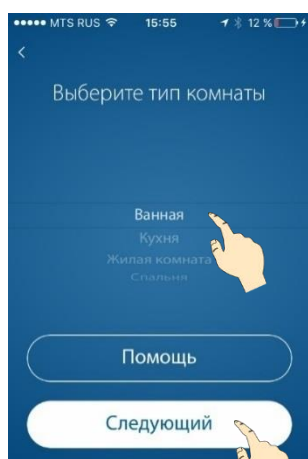 MTS RUS 15:55 12 %
Выберите тип комнаты
Ванная
Кухня
Жилая комната
Спальня
Помощь
Следующий